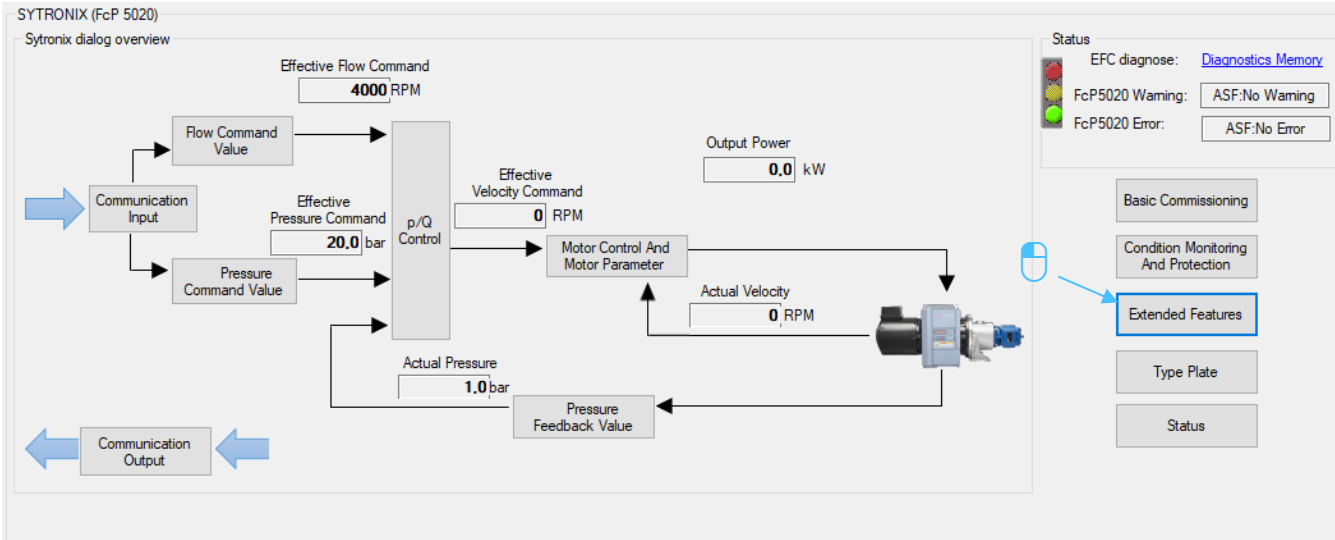 SYTRONIX (FcP 5020)
Sytronix dialog overview
Effective Flow Command
4000 RPM
Flow Command
Value
Communication
Input
Effective
Pressure Command
20.0 bar
Pressure
Command Value
p/Q
Control
Effective
Velocity Command
0 RPM
Output Power
0.0 kW
Motor Control And
Motor Parameter
Actual Velocity
0 RPM
Actual Pressure
1.0 bar
Pressure
Feedback Value
Communication
Output
Status
EFC diagnose: Diagnostics Memory
FcP5020 Warning: ASF:No Warning
FcP5020 Error: ASF:No Error
Basic Commissioning
Condition Monitoring
And Protection
Extended Features
Type Plate
Status